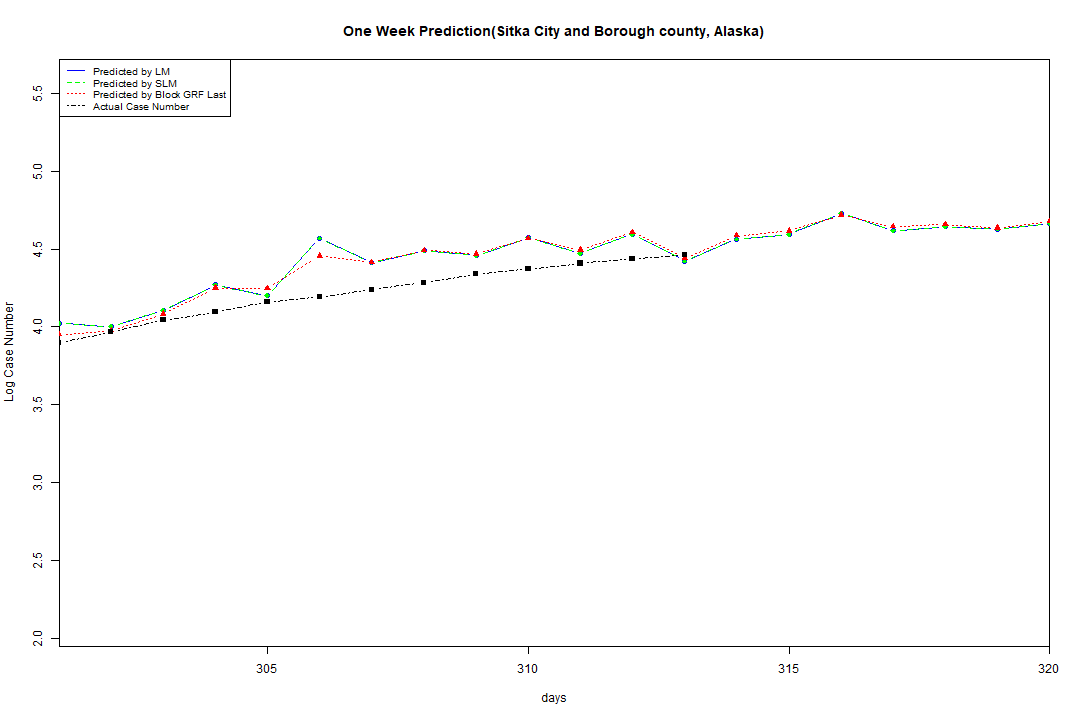 One Week Prediction(Sitka City and Borough county, Alaska)
Predicted by LM
Predicted by SLM
Predicted by Block GRF Last
Actual Case Number
5.5
5.0
4.5
4.0
3.5
3.0
2.5
2.0
Log Case Number
305 310 315 320
days